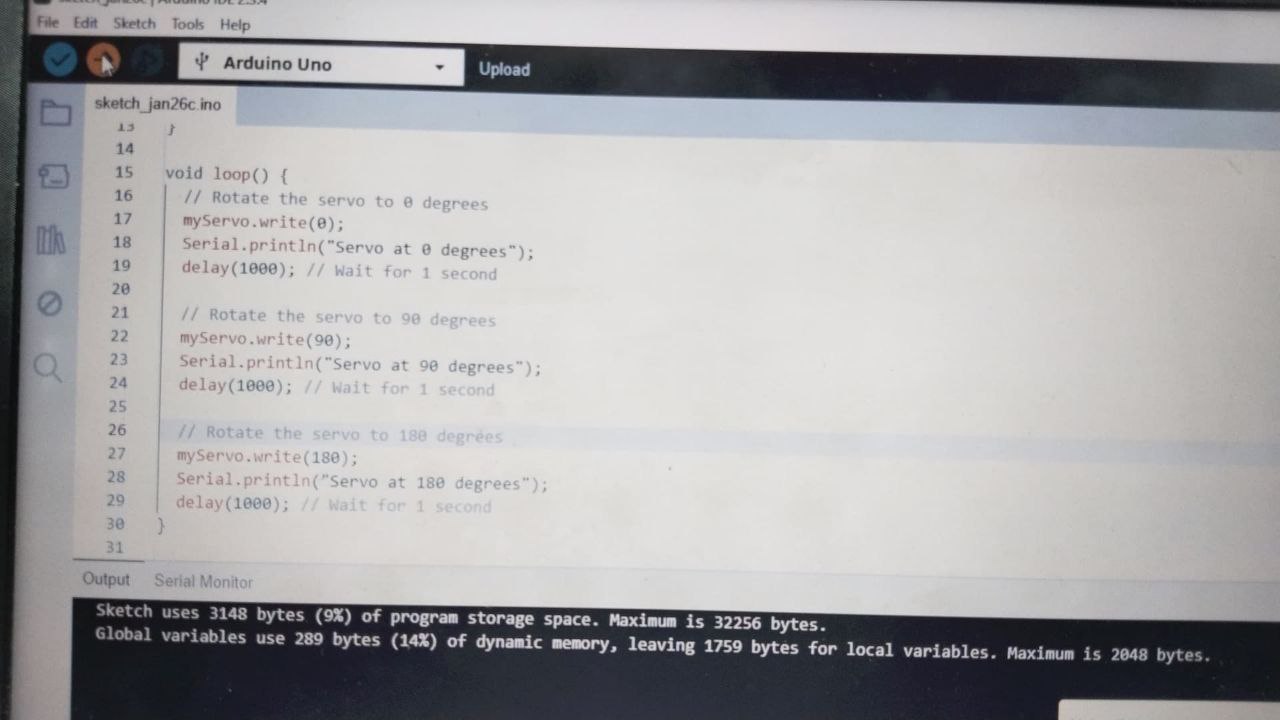 File Edit Sketch Tools Help
Arduino Uno
Upload
sketch_jan26c.ino
13 }
14
15 void loop() {
16 // Rotate the servo to 0 degrees
17 myServo.write(0);
18 Serial.println("Servo at 0 degrees");
19 delay(1000); // Wait for 1 second
20
21 // Rotate the servo to 90 degrees
22 myServo.write(90);
23 Serial.println("Servo at 90 degrees");
24 delay(1000); // Wait for 1 second
25
26 // Rotate the servo to 180 degrees
27 myServo.write(180);
28 Serial.println("Servo at 180 degrees");
29 delay(1000); // Wait for 1 second
30 }
31
Output Serial Monitor
Sketch uses 3148 bytes (9%) of program storage space. Maximum is 32256 bytes.
Global variables use 289 bytes (14%) of dynamic memory, leaving 1759 bytes for local variables. Maximum is 2048 bytes.